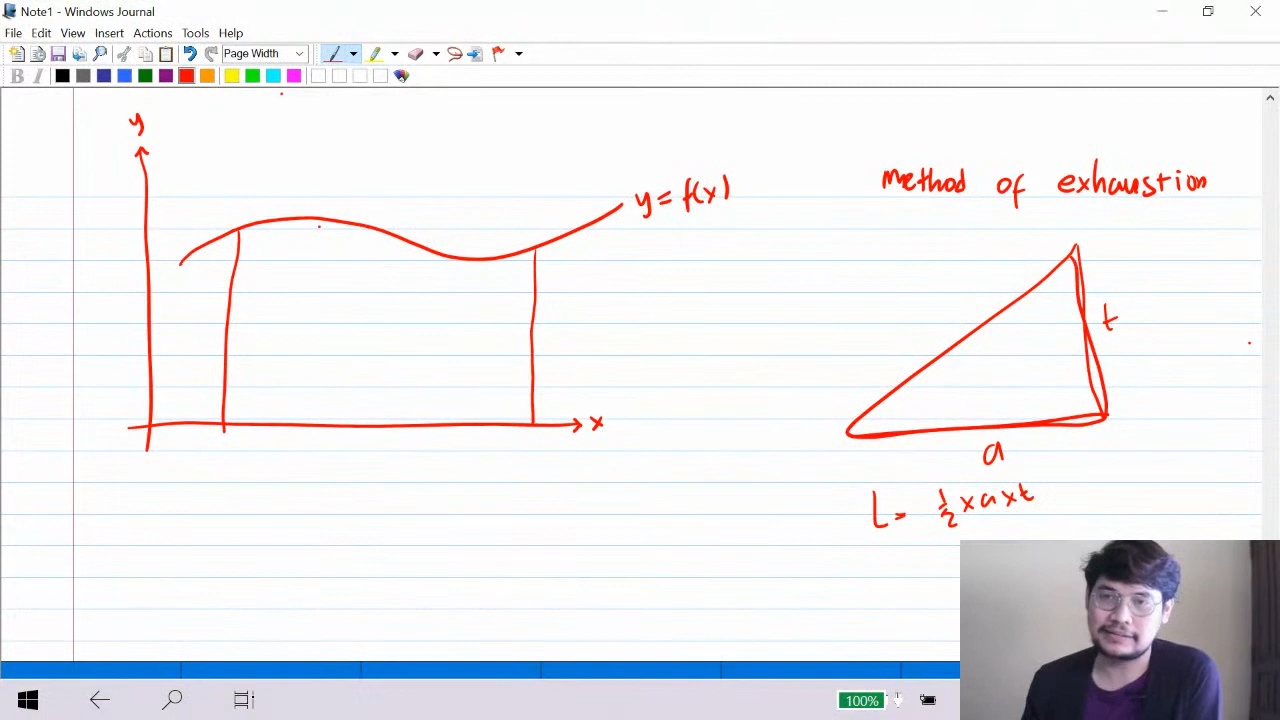 Note1 - Windows Journal
File Edit View Insert Actions Tools Help
Page Width
B I
y
y = f(x)
x
method of exhaustion
t
a
L = 1/2 x a x t
100%